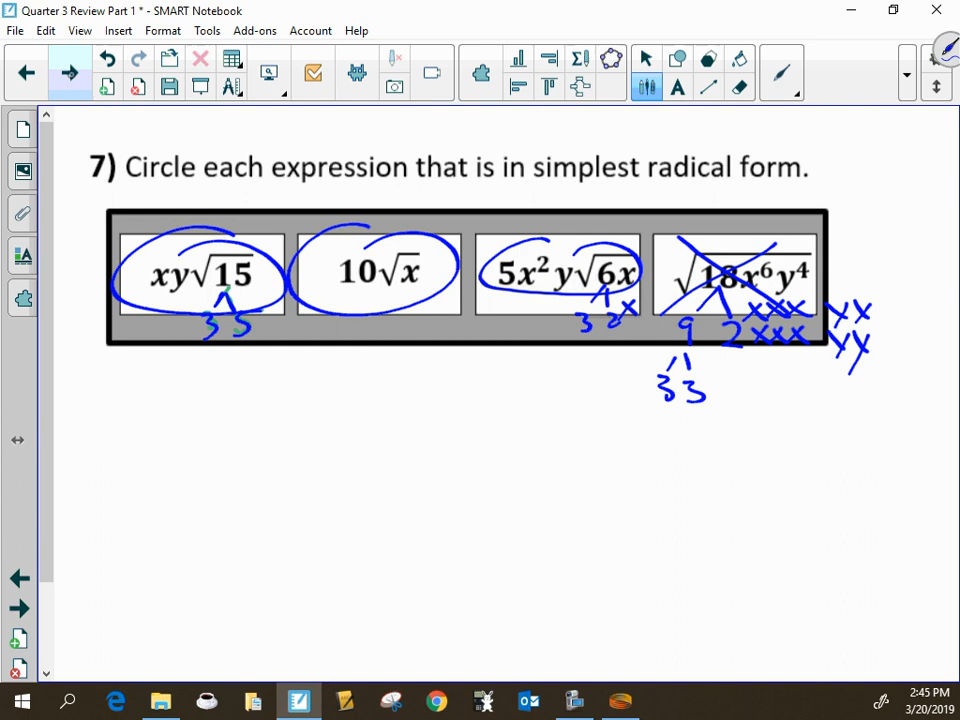 Quarter 3 Review Part 1 * - SMART Notebook
File Edit View Insert Format Tools Add-ons Account Help
7) Circle each expression that is in simplest radical form.
xy√15 10√x 5x²y√6x √18x⁶y⁴
3 5 3 2 x 9 2 xxx yy
xxx yy
3 3
2:45 PM
3/20/2019